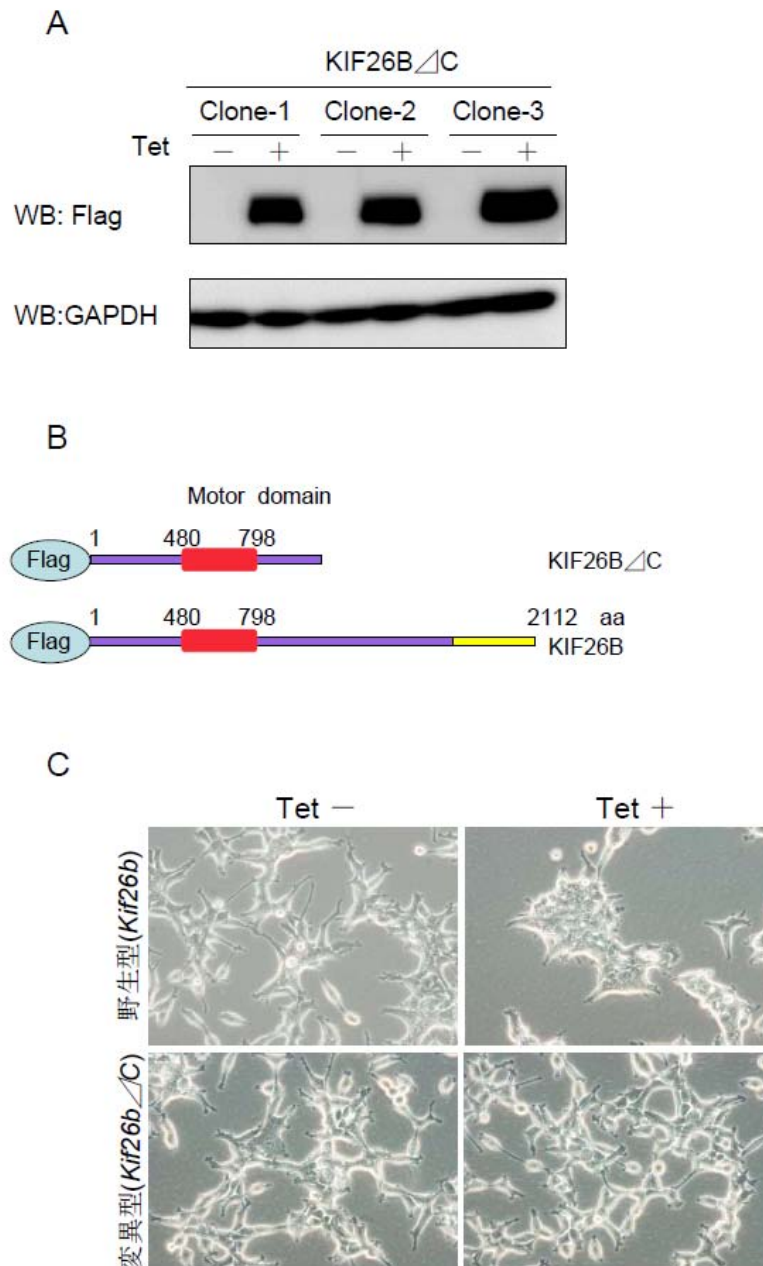 A
KIF26B⊿C
Clone-1 Clone-2 Clone-3
Tet － ＋ － ＋ － ＋
WB: Flag
WB:GAPDH
B
Motor domain
1 480 798
Flag KIF26B⊿C
1 480 798 2112 aa
Flag KIF26B
C
Tet － Tet ＋
野生型(Kif26b)
変異型(Kif26b⊿C)